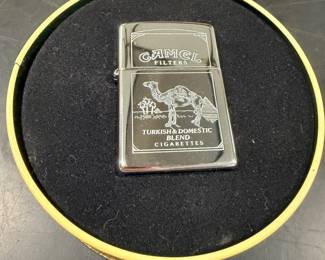 CAMEL
FILTERS
TURKISH & DOMESTIC
BLEND
CIGARETTES